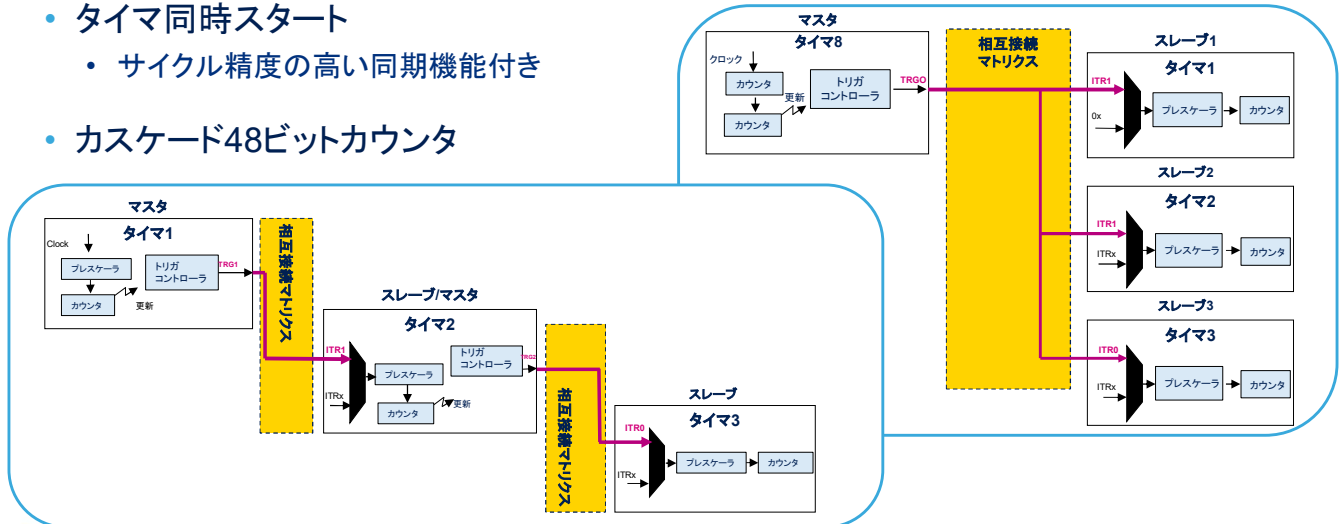 • タイマ同時スタート
• サイクル精度の高い同期機能付き
• カスケード48ビットカウンタ
マスタ
タイマ8
クロック
カウンタ
更新
カウンタ
トリガ
コントローラ
TRGO
相互接続
マトリクス
スレーブ1
タイマ1
ITR1
0x
プレスケーラ
カウンタ
スレーブ2
タイマ2
ITR1
ITRx
プレスケーラ
カウンタ
スレーブ3
タイマ3
ITR0
ITRx
プレスケーラ
カウンタ
マスタ
タイマ1
Clock
プレスケーラ
カウンタ
更新
トリガ
コントローラ
TRG1
相互接続マトリクス
スレーブ/マスタ
タイマ2
ITR1
ITRx
プレスケーラ
カウンタ
更新
トリガ
コントローラ
TRG2
相互接続マトリクス
スレーブ
タイマ3
ITR0
ITRx
プレスケーラ
カウンタ